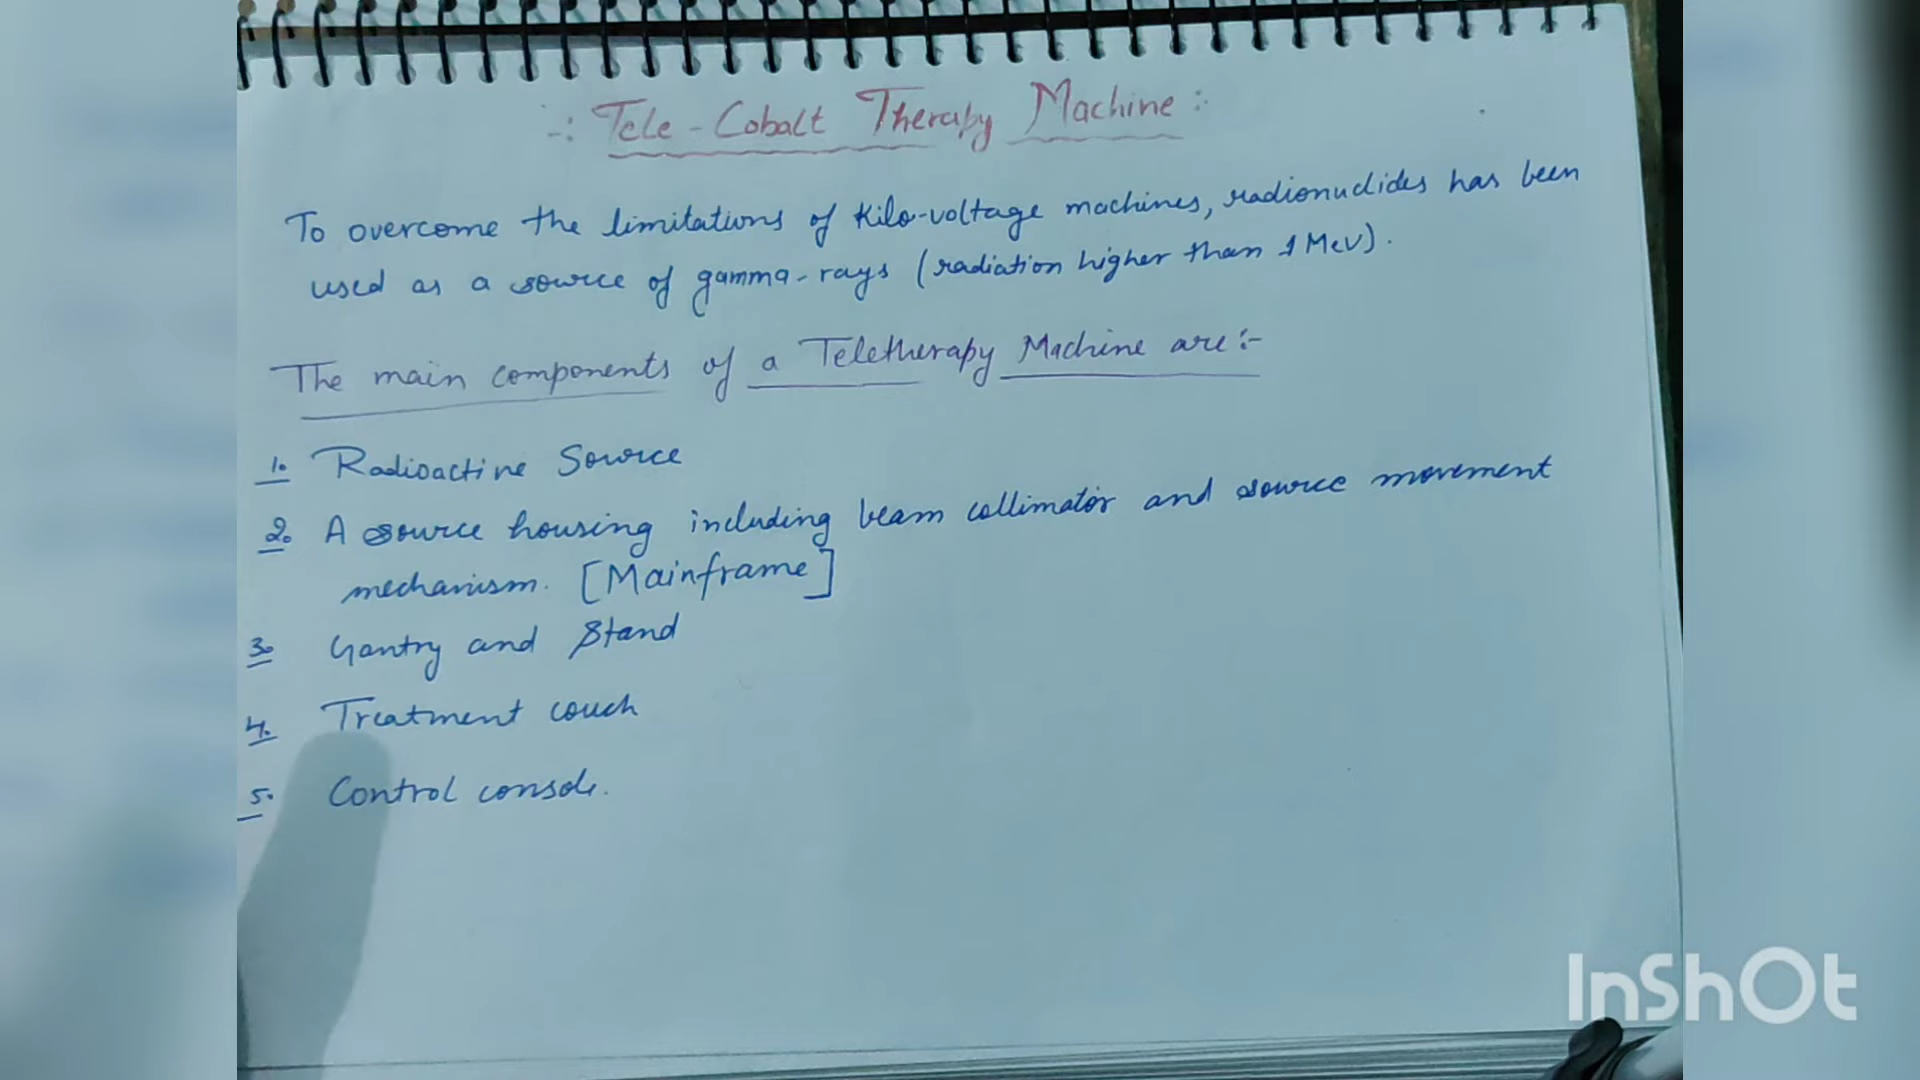 -: Tele-Cobalt Therapy Machine :-
To overcome the limitations of Kilo-voltage machines, radionuclides has been
used as a source of gamma-rays (radiation higher than 1 MeV).
The main components of a Teletherapy Machine are:-
1. Radioactive Source
2. A source housing including beam collimator and source movement
mechanism. [Mainframe]
3. Gantry and Stand
4. Treatment couch
5. Control console.
InShOt